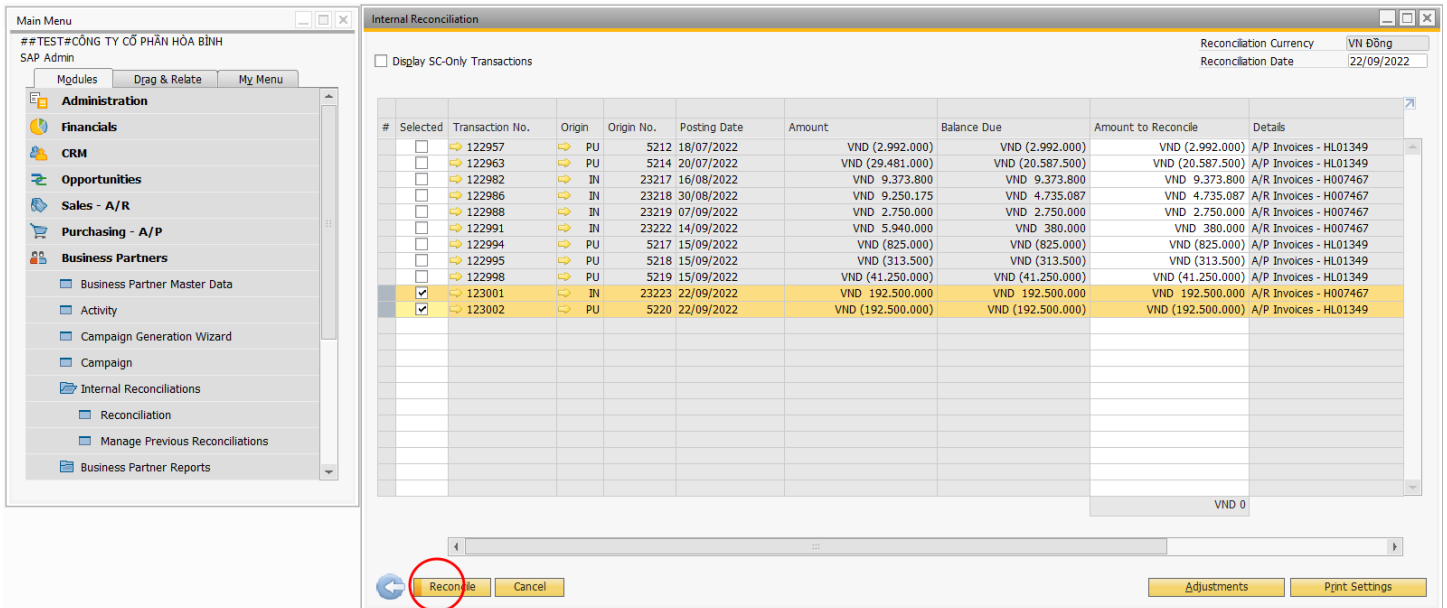 Main Menu
##TEST#CÔNG TY CỔ PHẦN HÒA BÌNH
SAP Admin
Modules Drag & Relate My Menu
Administration
Financials
CRM
Opportunities
Sales - A/R
Purchasing - A/P
Business Partners
Business Partner Master Data
Activity
Campaign Generation Wizard
Campaign
Internal Reconciliations
Reconciliation
Manage Previous Reconciliations
Business Partner Reports
Internal Reconciliation
Reconciliation Currency VN Đồng
Display SC-Only Transactions Reconciliation Date 22/09/2022
# Selected Transaction No. Origin Origin No. Posting Date Amount Balance Due Amount to Reconcile Details
122957 PU 5212 18/07/2022 VND (2.992.000) VND (2.992.000) VND (2.992.000) A/P Invoices - HL01349
122963 PU 5214 20/07/2022 VND (29.481.000) VND (20.587.500) VND (20.587.500) A/P Invoices - HL01349
122982 IN 23217 16/08/2022 VND 9.373.800 VND 9.373.800 VND 9.373.800 A/R Invoices - H007467
122986 IN 23218 30/08/2022 VND 9.250.175 VND 4.735.087 VND 4.735.087 A/R Invoices - H007467
122988 IN 23219 07/09/2022 VND 2.750.000 VND 2.750.000 VND 2.750.000 A/R Invoices - H007467
122991 IN 23222 14/09/2022 VND 5.940.000 VND 380.000 VND 380.000 A/R Invoices - H007467
122994 PU 5217 15/09/2022 VND (825.000) VND (825.000) VND (825.000) A/P Invoices - HL01349
122995 PU 5218 15/09/2022 VND (313.500) VND (313.500) VND (313.500) A/P Invoices - HL01349
122998 PU 5219 15/09/2022 VND (41.250.000) VND (41.250.000) VND (41.250.000) A/P Invoices - HL01349
123001 IN 23223 22/09/2022 VND 192.500.000 VND 192.500.000 VND 192.500.000 A/R Invoices - H007467
123002 PU 5220 22/09/2022 VND (192.500.000) VND (192.500.000) VND (192.500.000) A/P Invoices - HL01349
VND 0
Reconcile Cancel Adjustments Print Settings